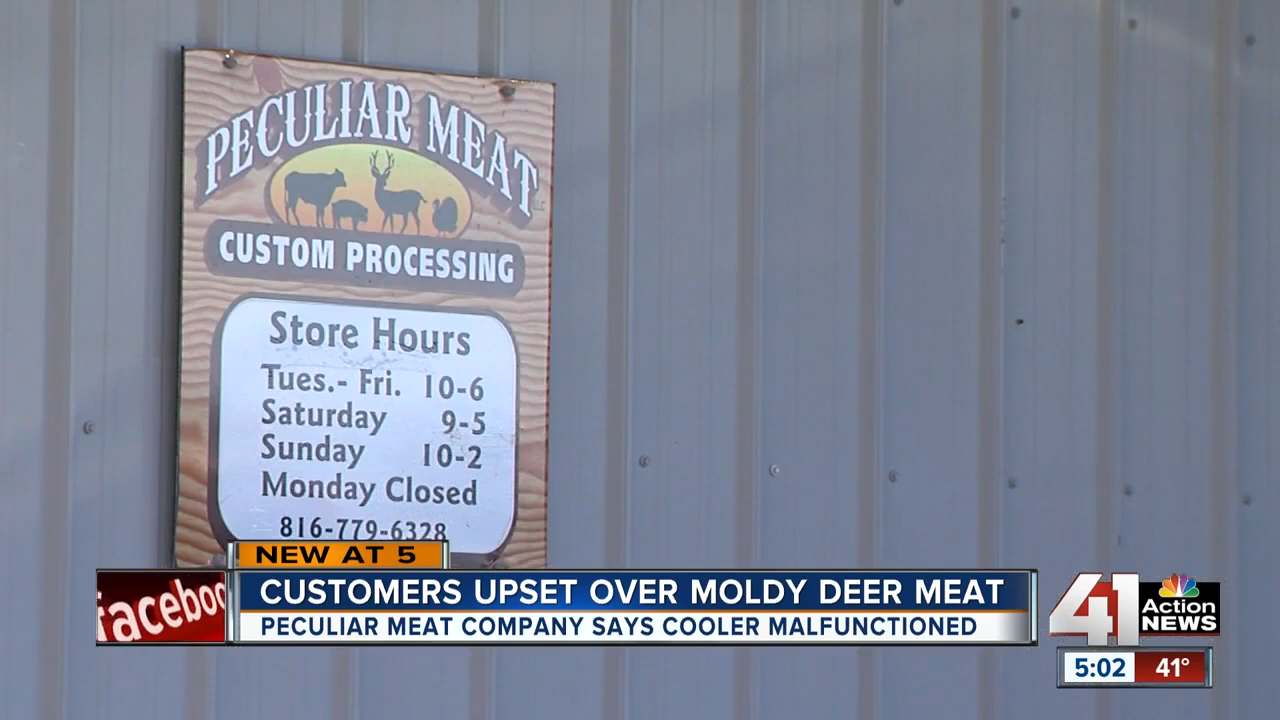 PECULIAR MEAT
LLC
CUSTOM PROCESSING
Store Hours
Tues.- Fri. 10-6
Saturday 9-5
Sunday 10-2
Monday Closed
816-779-6328
NEW AT 5
faceboo
CUSTOMERS UPSET OVER MOLDY DEER MEAT
PECULIAR MEAT COMPANY SAYS COOLER MALFUNCTIONED
41 Action
NEWS
5:02 41°